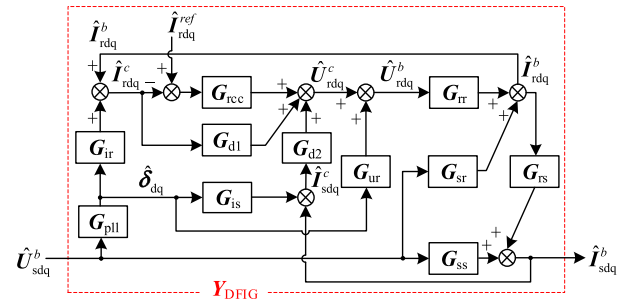 Î^b_rdq
Î^ref_rdq
Î^c_rdq
G_rcc
Û^c_rdq
Û^b_rdq
G_rr
Î^b_rdq
G_ir
G_d1
G_d2
G_ur
G_sr
G_rs
δ̂_dq
G_is
Î^c_sdq
G_pll
Û^b_sdq
G_ss
Î^b_sdq
Y_DFIG
+ + − + + + + + + + + + + + +